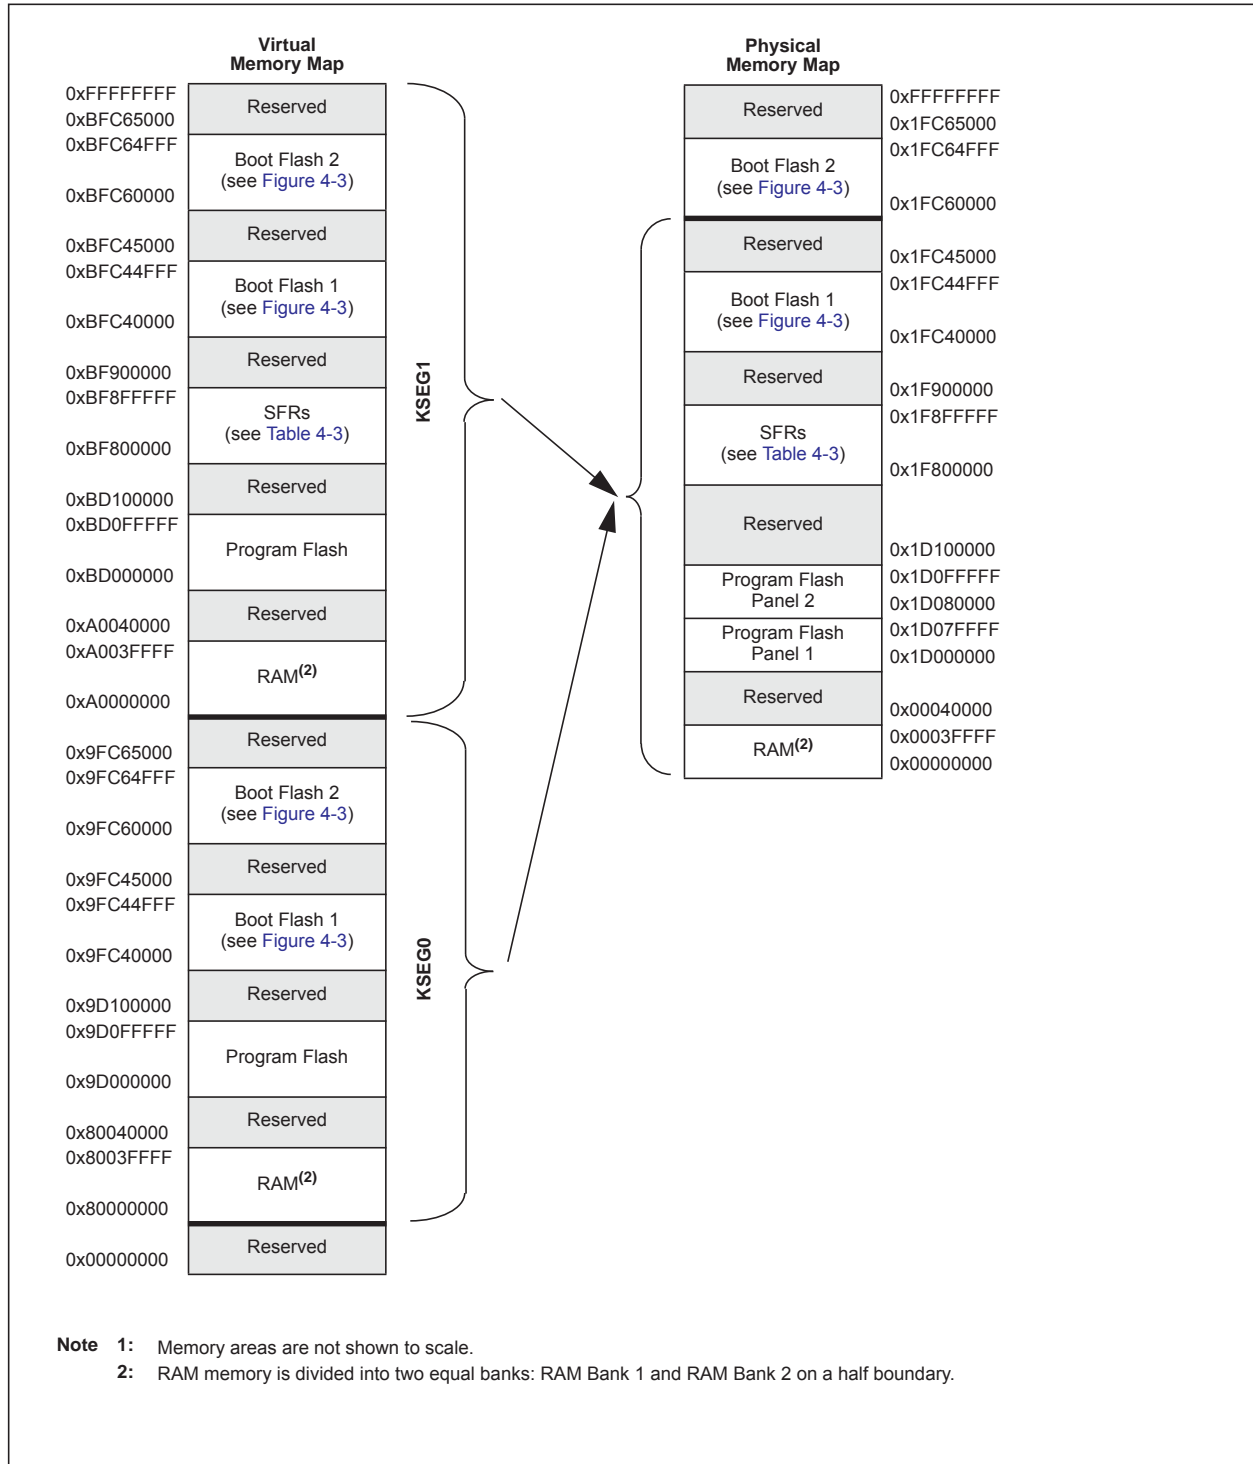 Virtual
Memory Map
0xFFFFFFFF
Reserved
0xBFC65000
0xBFC64FFF
Boot Flash 2
(see Figure 4-3)
0xBFC60000
Reserved
0xBFC45000
0xBFC44FFF
Boot Flash 1
(see Figure 4-3)
0xBFC40000
Reserved
0xBF900000
0xBF8FFFFF
SFRs
(see Table 4-3)
0xBF800000
Reserved
0xBD100000
0xBD0FFFFF
Program Flash
0xBD000000
Reserved
0xA0040000
0xA003FFFF
RAM(2)
0xA0000000
KSEG1
Reserved
0x9FC65000
0x9FC64FFF
Boot Flash 2
(see Figure 4-3)
0x9FC60000
Reserved
0x9FC45000
0x9FC44FFF
Boot Flash 1
(see Figure 4-3)
0x9FC40000
Reserved
0x9D100000
0x9D0FFFFF
Program Flash
0x9D000000
Reserved
0x80040000
0x8003FFFF
RAM(2)
0x80000000
KSEG0
Reserved
0x00000000
Physical
Memory Map
0xFFFFFFFF
Reserved
0x1FC65000
0x1FC64FFF
Boot Flash 2
(see Figure 4-3)
0x1FC60000
Reserved
0x1FC45000
0x1FC44FFF
Boot Flash 1
(see Figure 4-3)
0x1FC40000
Reserved
0x1F900000
0x1F8FFFFF
SFRs
(see Table 4-3)
0x1F800000
Reserved
0x1D100000
0x1D0FFFFF
Program Flash
Panel 2
0x1D080000
0x1D07FFFF
Program Flash
Panel 1
0x1D000000
Reserved
0x00040000
0x0003FFFF
RAM(2)
0x00000000
Note 1: Memory areas are not shown to scale.
2: RAM memory is divided into two equal banks: RAM Bank 1 and RAM Bank 2 on a half boundary.